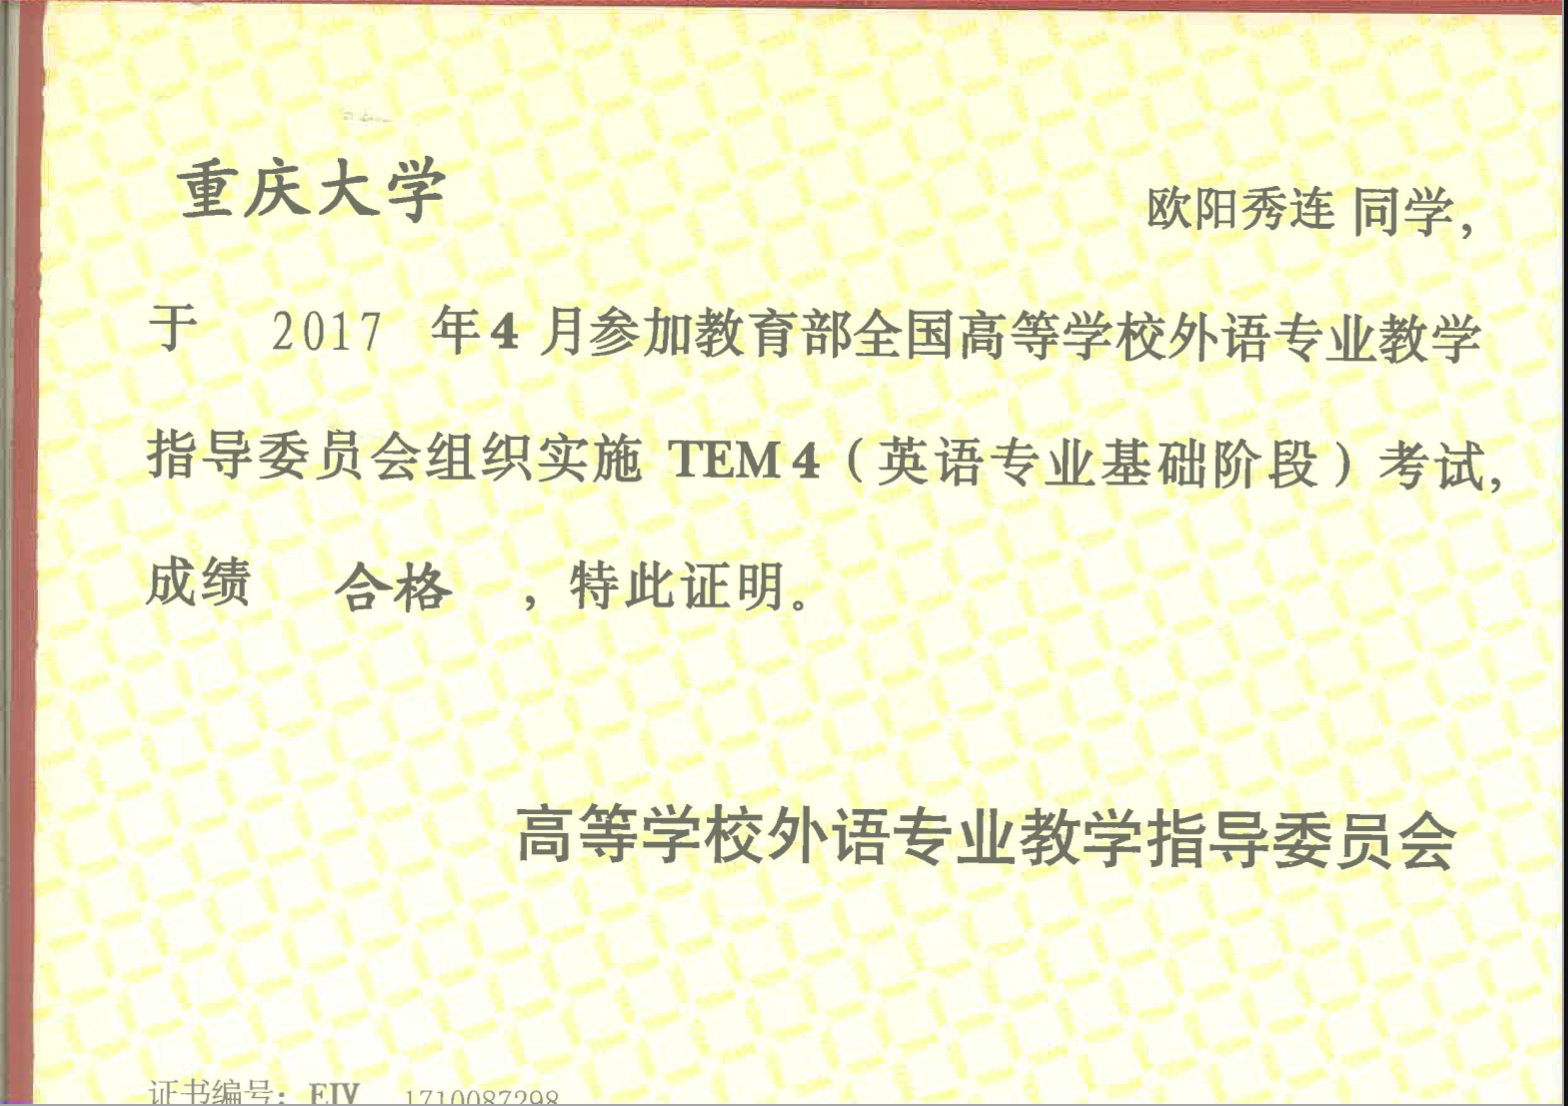 重庆大学 欧阳秀连 同学，
于 2017 年4 月参加教育部全国高等学校外语专业教学
指导委员会组织实施 TEM4（英语专业基础阶段）考试，
成绩 合格 ，特此证明。
高等学校外语专业教学指导委员会
证书编号：EIV 1710087298